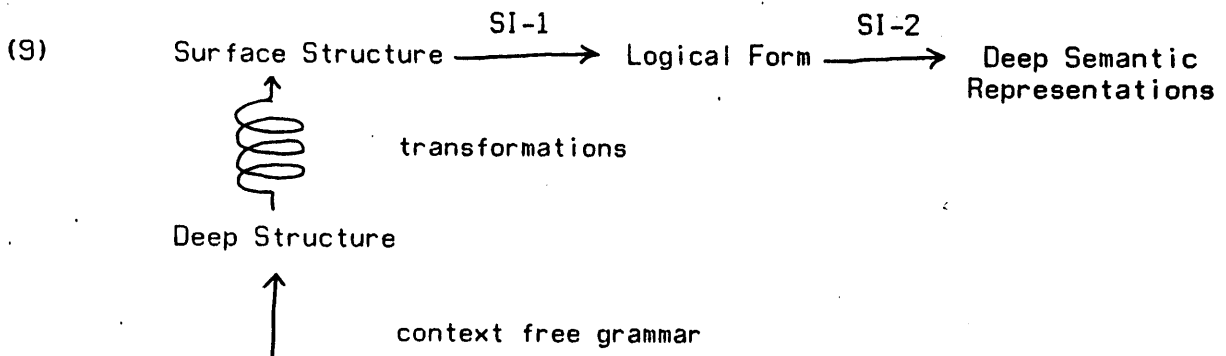 SI-1 SI-2
(9) Surface Structure Logical Form Deep Semantic
Representations
transformations
Deep Structure
context free grammar